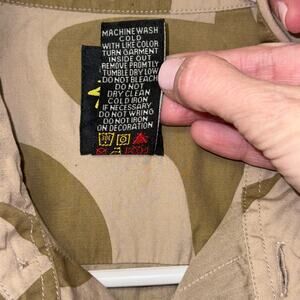 MACHINE WASH
COLD
WITH LIKE COLOR
TURN GARMENT
INSIDE OUT
REMOVE PROMTLY
TUMBLE DRY LOW
DO NOT BLEACH
DO NOT
DRY CLEAN
COLD IRON
IF NECESSARY
DO NOT WRING
DO NOT IRON
ON DECORATION